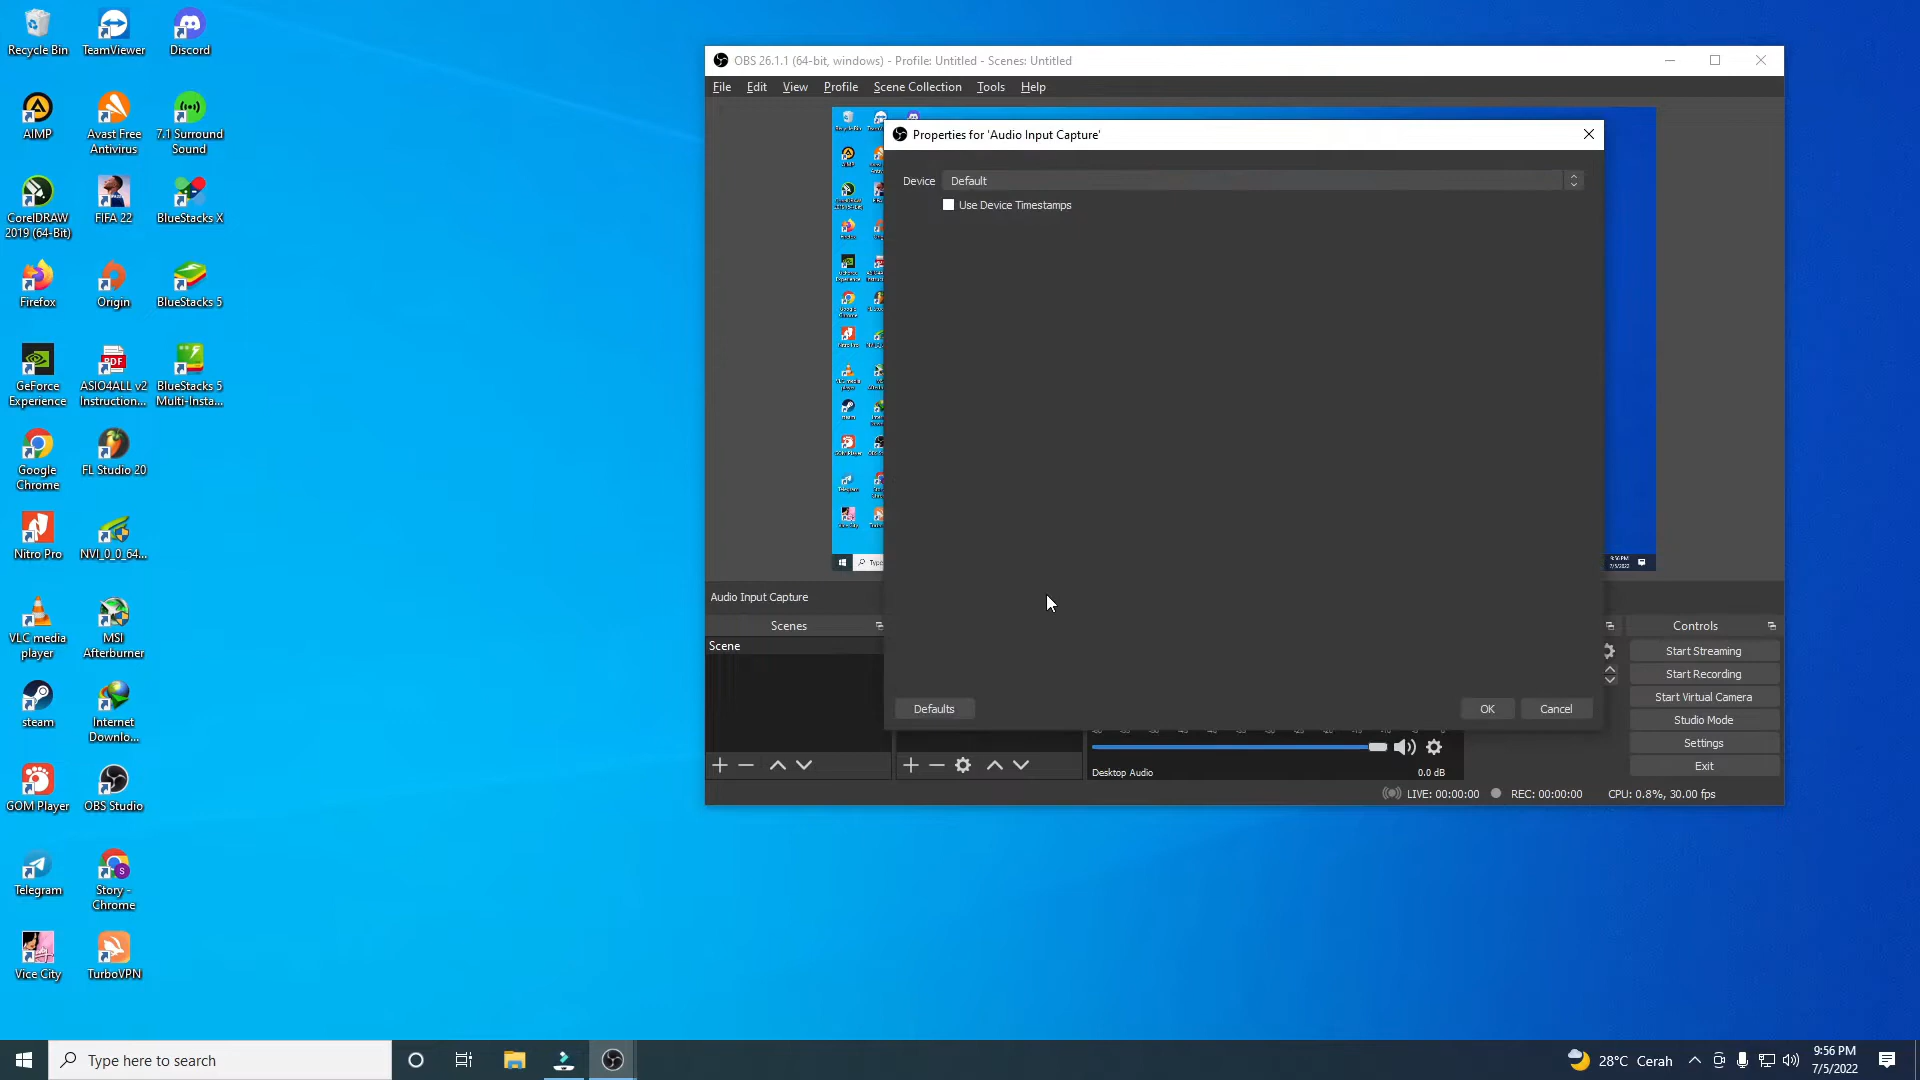 Recycle Bin
TeamViewer
Discord
AIMP
Avast Free
Antivirus
7.1 Surround
Sound
CorelDRAW
2019 (64-Bit)
FIFA 22
BlueStacks X
Firefox
Origin
BlueStacks 5
GeForce
Experience
ASIO4ALL v2
Instruction...
BlueStacks 5
Multi-Insta...
Google
Chrome
FL Studio 20
Nitro Pro
NVI_0_0_64...
VLC media
player
MSI
Afterburner
steam
Internet
Downlo...
GOM Player
OBS Studio
Telegram
Story -
Chrome
Vice City
TurboVPN
OBS 26.1.1 (64-bit, windows) - Profile: Untitled - Scenes: Untitled
File Edit View Profile Scene Collection Tools Help
Properties for 'Audio Input Capture'
Device Default
Use Device Timestamps
Defaults OK Cancel
Audio Input Capture
Scenes
Scene
Controls
Start Streaming
Start Recording
Start Virtual Camera
Studio Mode
Settings
Exit
Desktop Audio 0.0 dB
LIVE: 00:00:00 REC: 00:00:00 CPU: 0.8%, 30.00 fps
Type here to search
28°C Cerah
9:56 PM
7/5/2022